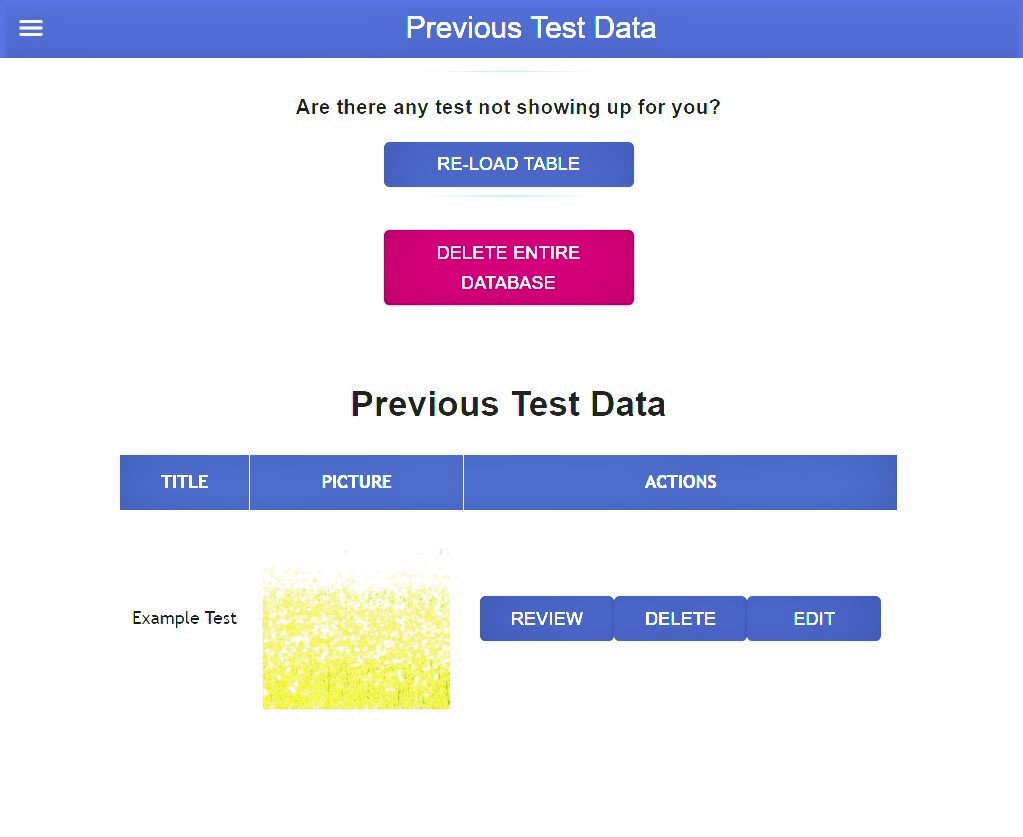 Previous Test Data
Are there any test not showing up for you?
RE-LOAD TABLE
DELETE ENTIRE
DATABASE
Previous Test Data
TITLE PICTURE ACTIONS
Example Test REVIEW DELETE EDIT